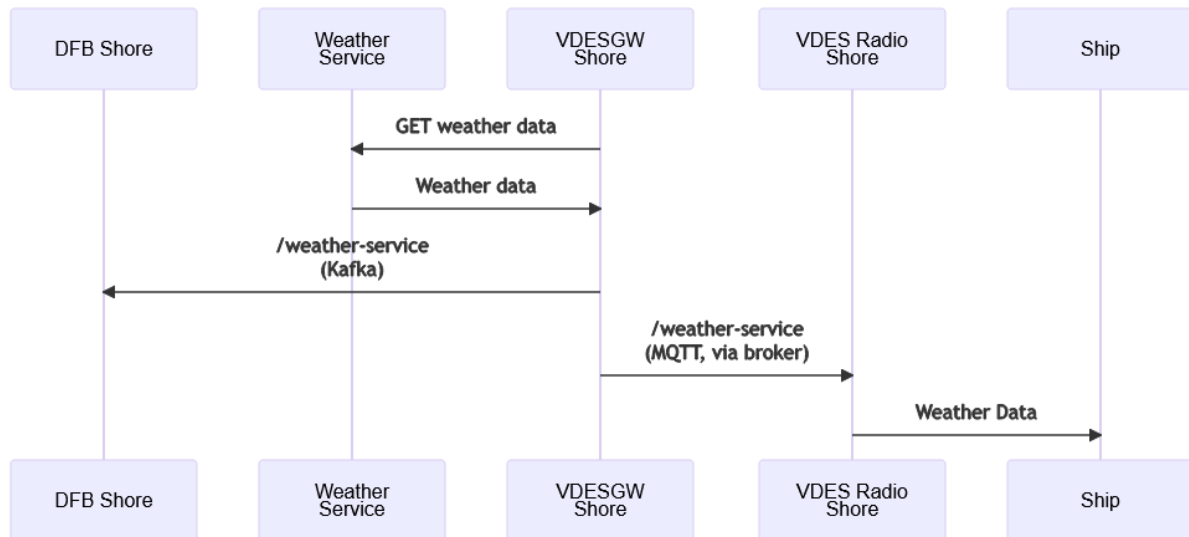 DFB Shore
Weather
Service
VDESGW
Shore
VDES Radio
Shore
Ship
GET weather data
Weather data
/weather-service
(Kafka)
/weather-service
(MQTT, via broker)
Weather Data
DFB Shore
Weather
Service
VDESGW
Shore
VDES Radio
Shore
Ship